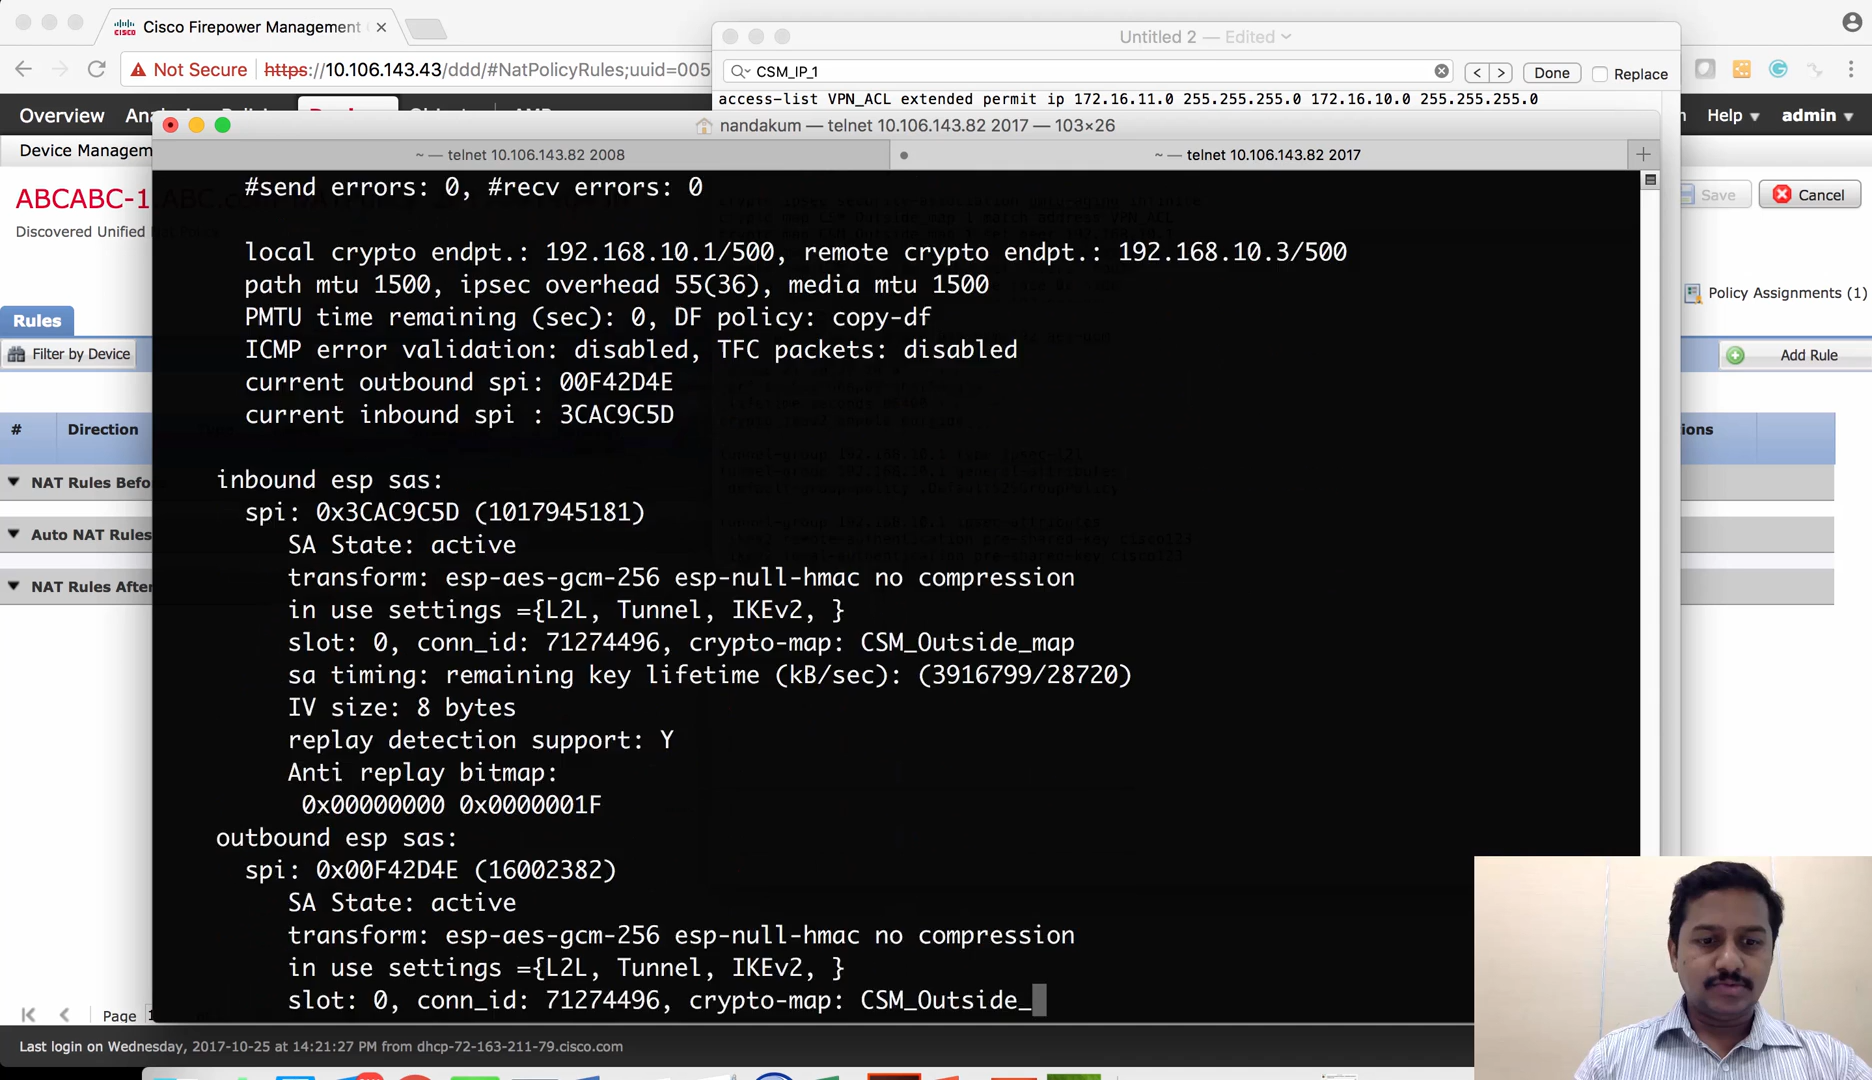 Cisco Firepower Management
Untitled 2 — Edited
Not Secure https://10.106.143.43/ddd/#NatPolicyRules;uuid=005
CSM_IP_1
Done
Replace
access-list VPN_ACL extended permit ip 172.16.11.0 255.255.255.0 172.16.10.0 255.255.255.0
Overview
Help
admin
nandakum — telnet 10.106.143.82 2017 — 103×26
Device Managem
~ — telnet 10.106.143.82 2008
~ — telnet 10.106.143.82 2017
ABCABC-1
Save
Cancel
Discovered Unified
Policy Assignments (1)
Rules
Filter by Device
Add Rule
# Direction
ions
NAT Rules Befo
Auto NAT Rules
NAT Rules After
#send errors: 0, #recv errors: 0
local crypto endpt.: 192.168.10.1/500, remote crypto endpt.: 192.168.10.3/500
path mtu 1500, ipsec overhead 55(36), media mtu 1500
PMTU time remaining (sec): 0, DF policy: copy-df
ICMP error validation: disabled, TFC packets: disabled
current outbound spi: 00F42D4E
current inbound spi : 3CAC9C5D
inbound esp sas:
spi: 0x3CAC9C5D (1017945181)
SA State: active
transform: esp-aes-gcm-256 esp-null-hmac no compression
in use settings ={L2L, Tunnel, IKEv2, }
slot: 0, conn_id: 71274496, crypto-map: CSM_Outside_map
sa timing: remaining key lifetime (kB/sec): (3916799/28720)
IV size: 8 bytes
replay detection support: Y
Anti replay bitmap:
0x00000000 0x0000001F
outbound esp sas:
spi: 0x00F42D4E (16002382)
SA State: active
transform: esp-aes-gcm-256 esp-null-hmac no compression
in use settings ={L2L, Tunnel, IKEv2, }
slot: 0, conn_id: 71274496, crypto-map: CSM_Outside_
Page
Last login on Wednesday, 2017-10-25 at 14:21:27 PM from dhcp-72-163-211-79.cisco.com